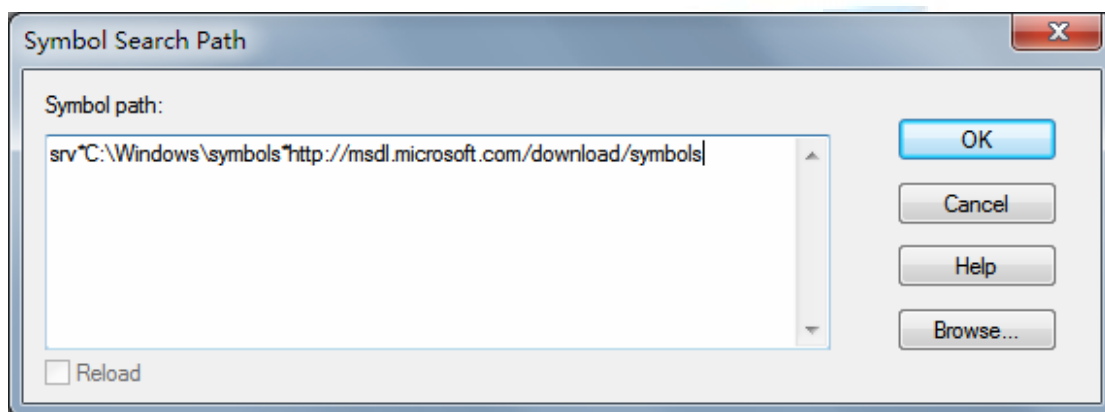 Symbol Search Path
Symbol path:
srv*C:\Windows\symbols*http://msdl.microsoft.com/download/symbols
OK
Cancel
Help
Browse...
Reload